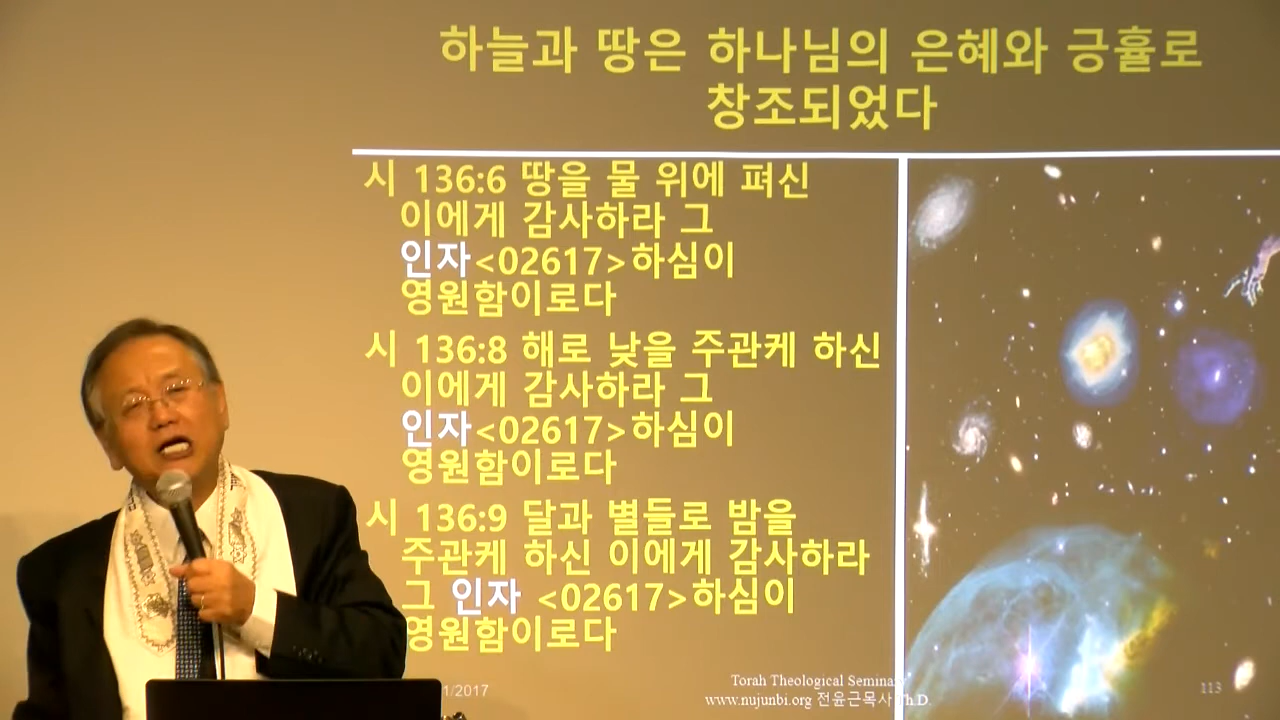 하늘과 땅은 하나님의 은혜와 긍휼로
창조되었다
시 136:6 땅을 물 위에 펴신
이에게 감사하라 그
인자<02617>하심이
영원함이로다
시 136:8 해로 낮을 주관케 하신
이에게 감사하라 그
인자<02617>하심이
영원함이로다
시 136:9 달과 별들로 밤을
주관케 하신 이에게 감사하라
그 인자 <02617>하심이
영원함이로다
1/2017
Torah Theological Seminary
www.nujunbi.org 전윤근목사 Ph.D.
113